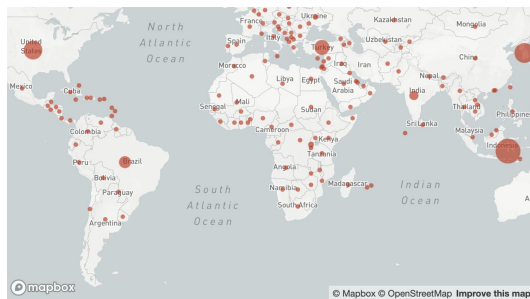 North
Atlantic
Ocean
United
States
Mexico
Cuba
Colombia
Peru
Brazil
Bolivia
Paraguay
Argentina
South
Atlantic
Ocean
France
Spain
Italy
Ukraine
Turkey
Morocco
Libya
Egypt
Mali
Senegal
Sudan
Cameroon
Kenya
Tanzania
Angola
Namibia
South Africa
Madagascar
Iraq
Iran
Saudi
Arabia
Kazakhstan
Uzbekistan
Mongolia
China
Nepal
India
Sri Lanka
Thailand
Malaysia
Philippines
Indonesia
Indian
Ocean
A
mapbox
© Mapbox © OpenStreetMap Improve this map